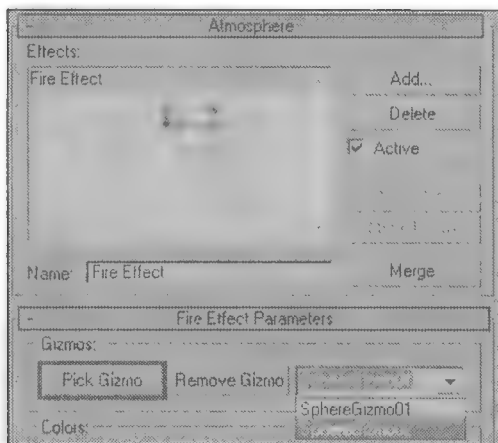 Atmosphere
Effects:
Fire Effect
Add...
Delete
Active
Name: Fire Effect
Merge
Fire Effect Parameters
Gizmos:
Pick Gizmo Remove Gizmo
SphereGizmo01
Colors: